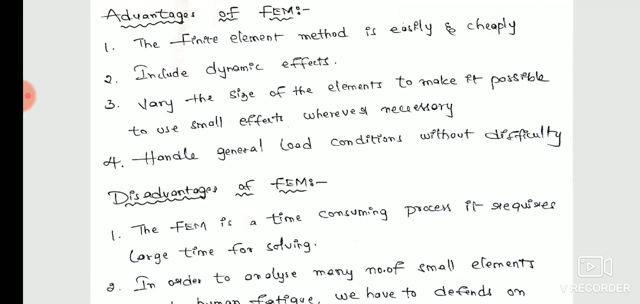 Advantages of FEM:-
1. The finite element method is easily & cheaply
2. Include dynamic effects.
3. Vary the size of the elements to make it possible
to use small effects wherever necessary
4. Handle general load conditions without difficulty
Disadvantages of FEM:-
1. The FEM is a time consuming process it requires
large time for solving.
2. In order to analyse many no.of small elements
human fatigue, we have to defends on
V RECORDER